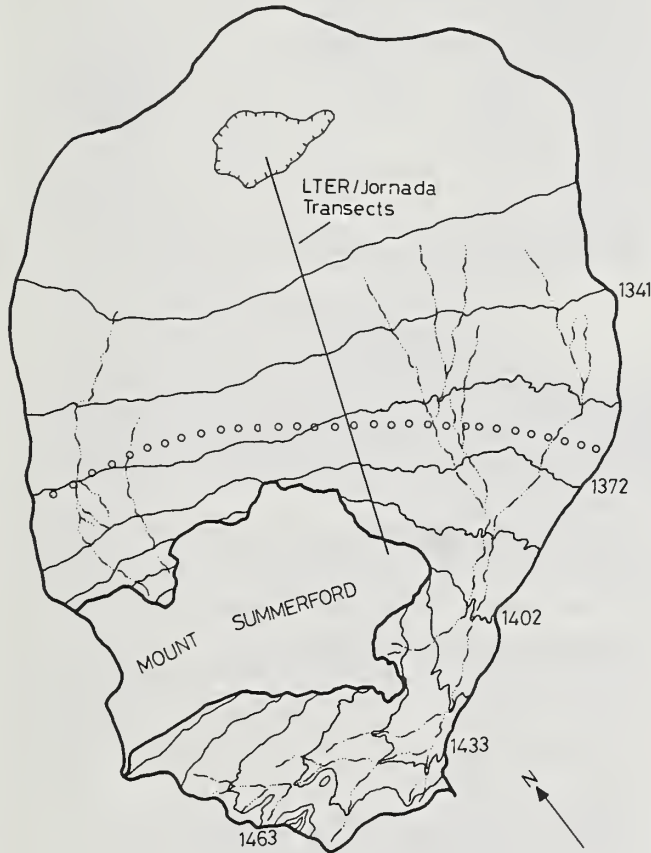 LTER/Jornada
Transects
1341
1372
MOUNT SUMMERFORD
1402
1433
N
1463